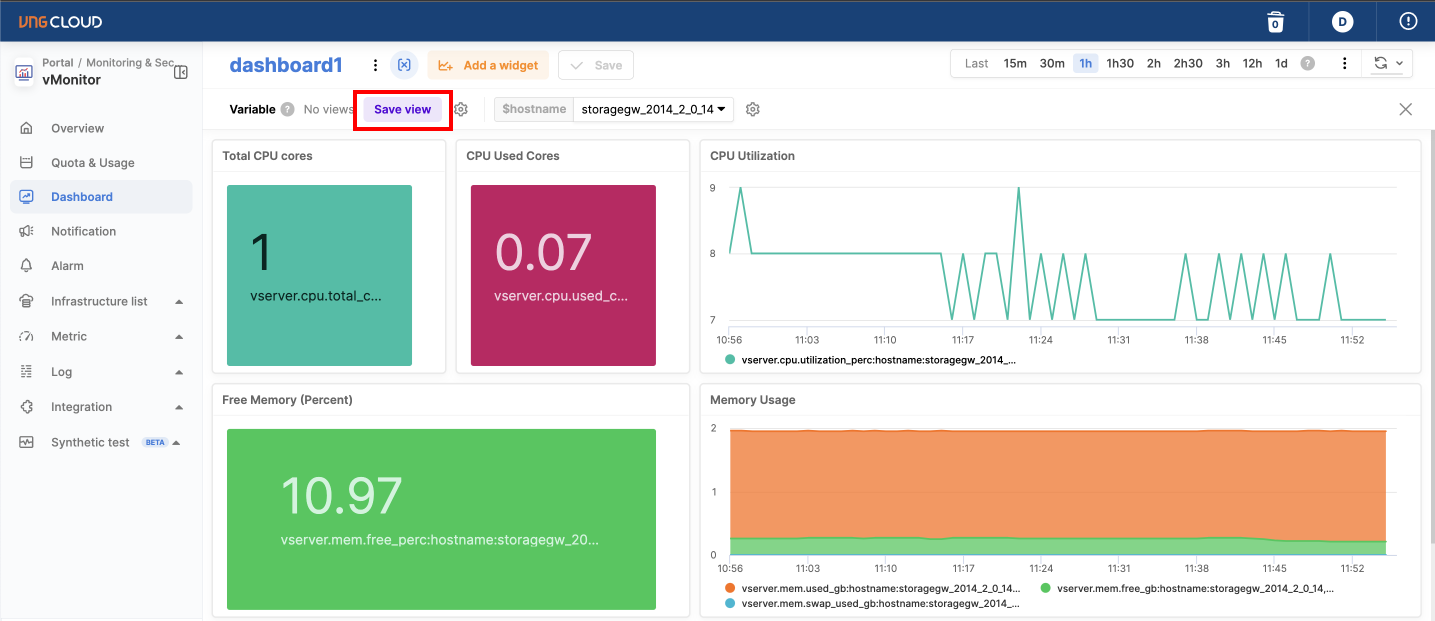 VNG CLOUD
0
D
Portal / Monitoring & Sec
vMonitor
Overview
Quota & Usage
Dashboard
Notification
Alarm
Infrastructure list
Metric
Log
Integration
Synthetic test BETA
dashboard1
Add a widget
Save
Last 15m 30m 1h 1h30 2h 2h30 3h 12h 1d ?
Variable ? No views Save view
$hostname storagegw_2014_2_0_14
Total CPU cores
1
vserver.cpu.total_c...
CPU Used Cores
0.07
vserver.cpu.used_c...
CPU Utilization
9
8
7
10:56 11:03 11:10 11:17 11:24 11:31 11:38 11:45 11:52
vserver.cpu.utilization_perc:hostname:storagegw_2014_...
Free Memory (Percent)
10.97
vserver.mem.free_perc:hostname:storagegw_20...
Memory Usage
2
1
0
10:56 11:03 11:10 11:17 11:24 11:31 11:38 11:45 11:52
vserver.mem.used_gb:hostname:storagegw_2014_2_0_14... vserver.mem.free_gb:hostname:storagegw_2014_2_0_14,...
vserver.mem.swap_used_gb:hostname:storagegw_2014_...